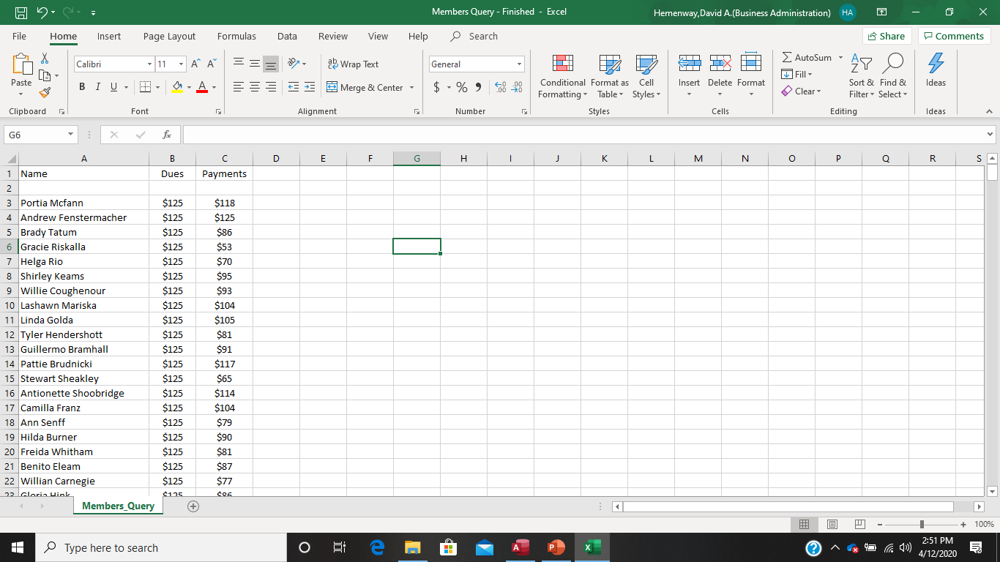 Members Query - Finished - Excel
Hemenway,David A.(Business Administration) HA
File Home Insert Page Layout Formulas Data Review View Help Search Share Comments
Calibri 11 Wrap Text General AutoSum
Paste B I U Merge & Center $ % Conditional Formatting Format as Table Cell Styles Insert Delete Format Fill Clear Sort & Filter Find & Select Ideas
Clipboard Font Alignment Number Styles Cells Editing Ideas
G6 fx
A B C D E F G H I J K L M N O P Q R S
1 Name Dues Payments
2
3 Portia Mcfann $125 $118
4 Andrew Fenstermacher $125 $125
5 Brady Tatum $125 $86
6 Gracie Riskalla $125 $53
7 Helga Rio $125 $70
8 Shirley Keams $125 $95
9 Willie Coughenour $125 $93
10 Lashawn Mariska $125 $104
11 Linda Golda $125 $105
12 Tyler Hendershott $125 $81
13 Guillermo Bramhall $125 $91
14 Pattie Brudnicki $125 $117
15 Stewart Sheakley $125 $65
16 Antionette Shoobridge $125 $114
17 Camilla Franz $125 $104
18 Ann Senff $125 $79
19 Hilda Burner $125 $90
20 Freida Whitham $125 $81
21 Benito Eleam $125 $87
22 Willian Carnegie $125 $77
23 Gloria Hink $125 $86
Members_Query
100%
Type here to search
2:51 PM
4/12/2020